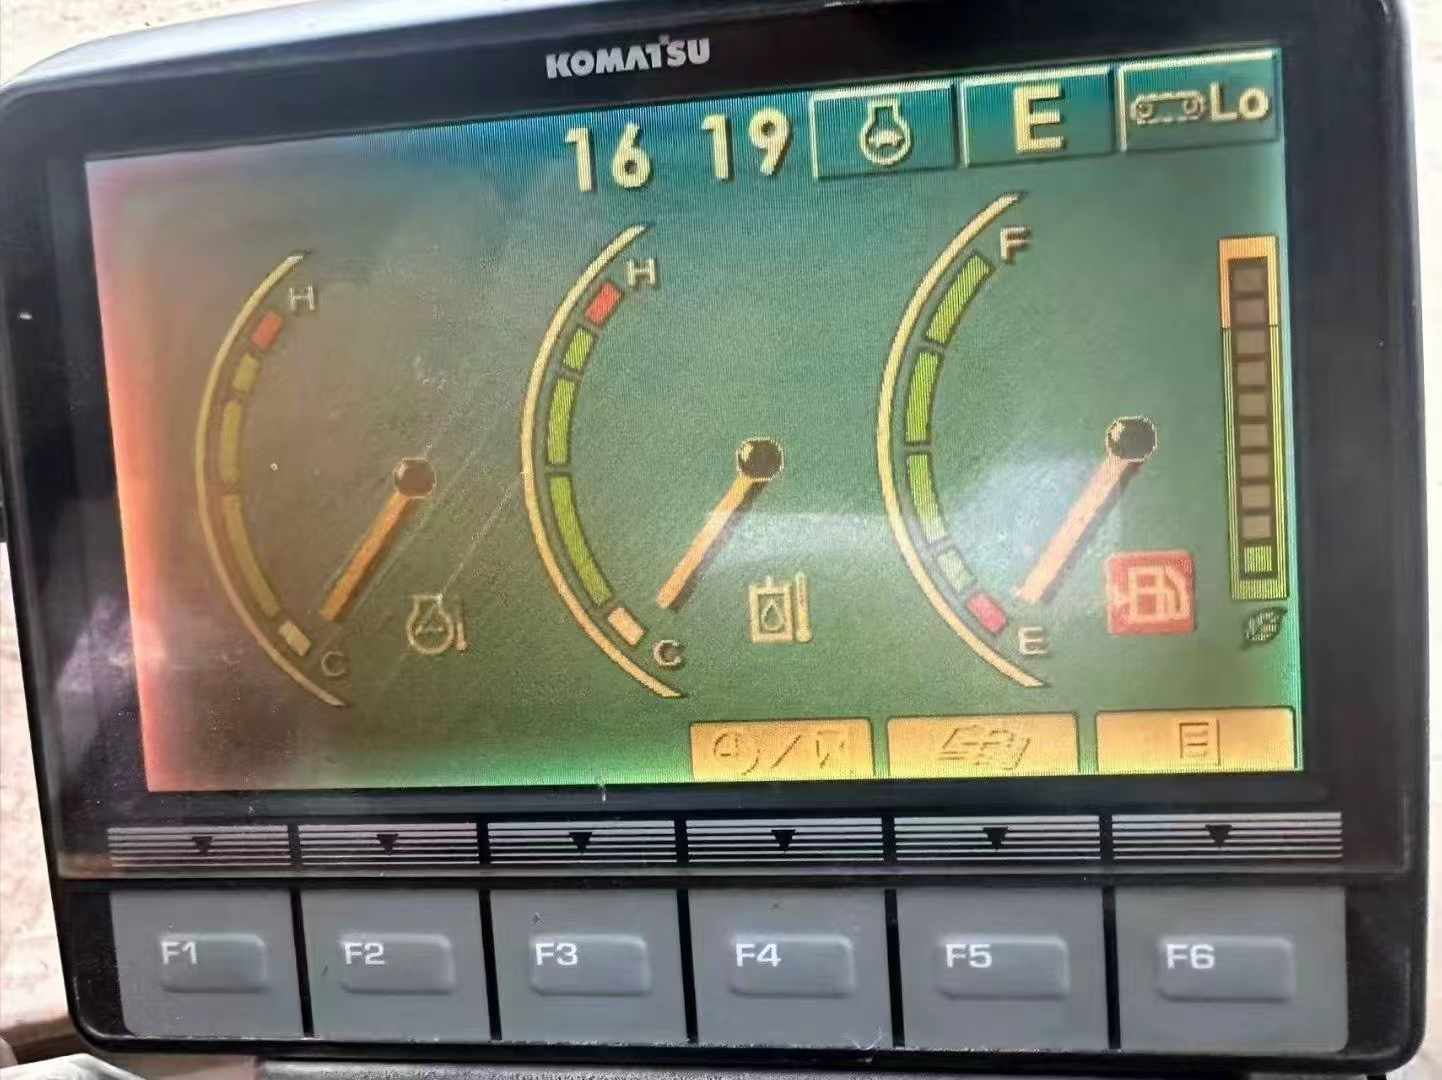 KOMATSU
16 19 E Lo
H H F
C C E
F1 F2 F3 F4 F5 F6